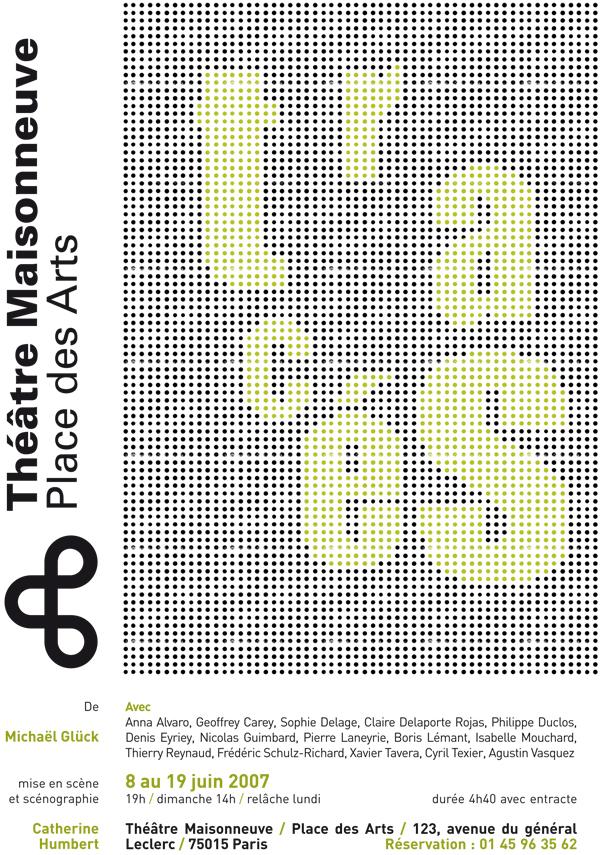 Théâtre Maisonneuve
Place des Arts
tracés
De
Michaël Glück
mise en scène
et scénographie
Catherine
Humbert
Avec
Anna Alvaro, Geoffrey Carey, Sophie Delage, Claire Delaporte Rojas, Philippe Duclos,
Denis Eyriey, Nicolas Guimbard, Pierre Laneyrie, Boris Lémant, Isabelle Mouchard,
Thierry Reynaud, Frédéric Schulz-Richard, Xavier Tavera, Cyril Texier, Agustin Vasquez
8 au 19 juin 2007
19h / dimanche 14h / relâche lundi
durée 4h40 avec entracte
Théâtre Maisonneuve / Place des Arts / 123, avenue du général
Leclerc / 75015 Paris
Réservation : 01 45 96 35 62